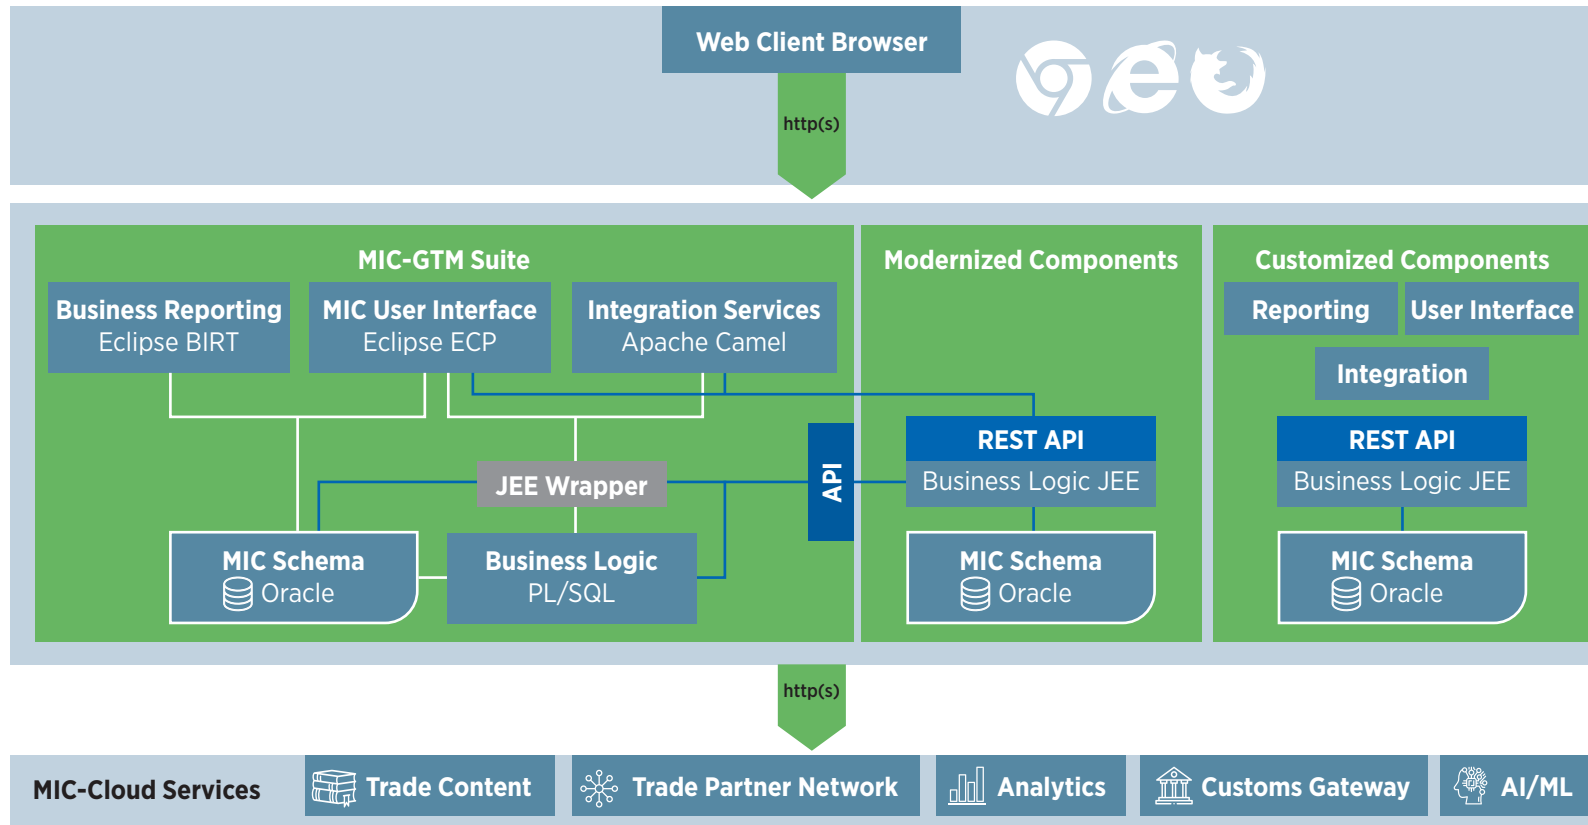 Web Client Browser
http(s)
MIC-GTM Suite
Business Reporting
Eclipse BIRT
MIC User Interface
Eclipse ECP
Integration Services
Apache Camel
JEE Wrapper
API
MIC Schema
Oracle
Business Logic
PL/SQL
Modernized Components
REST API
Business Logic JEE
MIC Schema
Oracle
Customized Components
Reporting
User Interface
Integration
REST API
Business Logic JEE
MIC Schema
Oracle
http(s)
MIC-Cloud Services
Trade Content
Trade Partner Network
Analytics
Customs Gateway
AI/ML